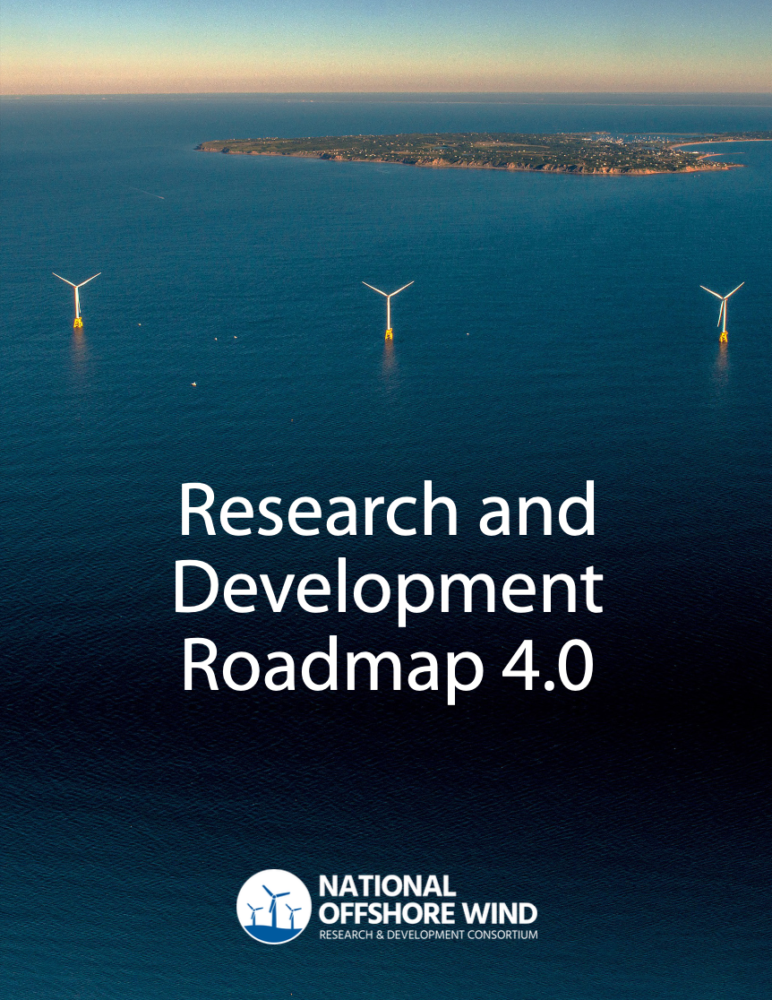 Research and
Development
Roadmap 4.0
NATIONAL
OFFSHORE WIND
RESEARCH & DEVELOPMENT CONSORTIUM